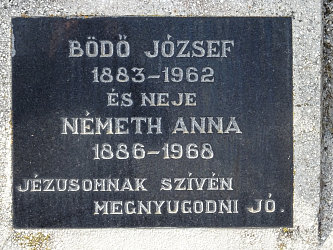 BÖDŐ JÓZSEF
1883-1962
ÉS NEJE
NÉMETH ANNA
1886-1968
JÉZUSOMNAK SZÍVÉN
MEGNYUGODNI JÓ.